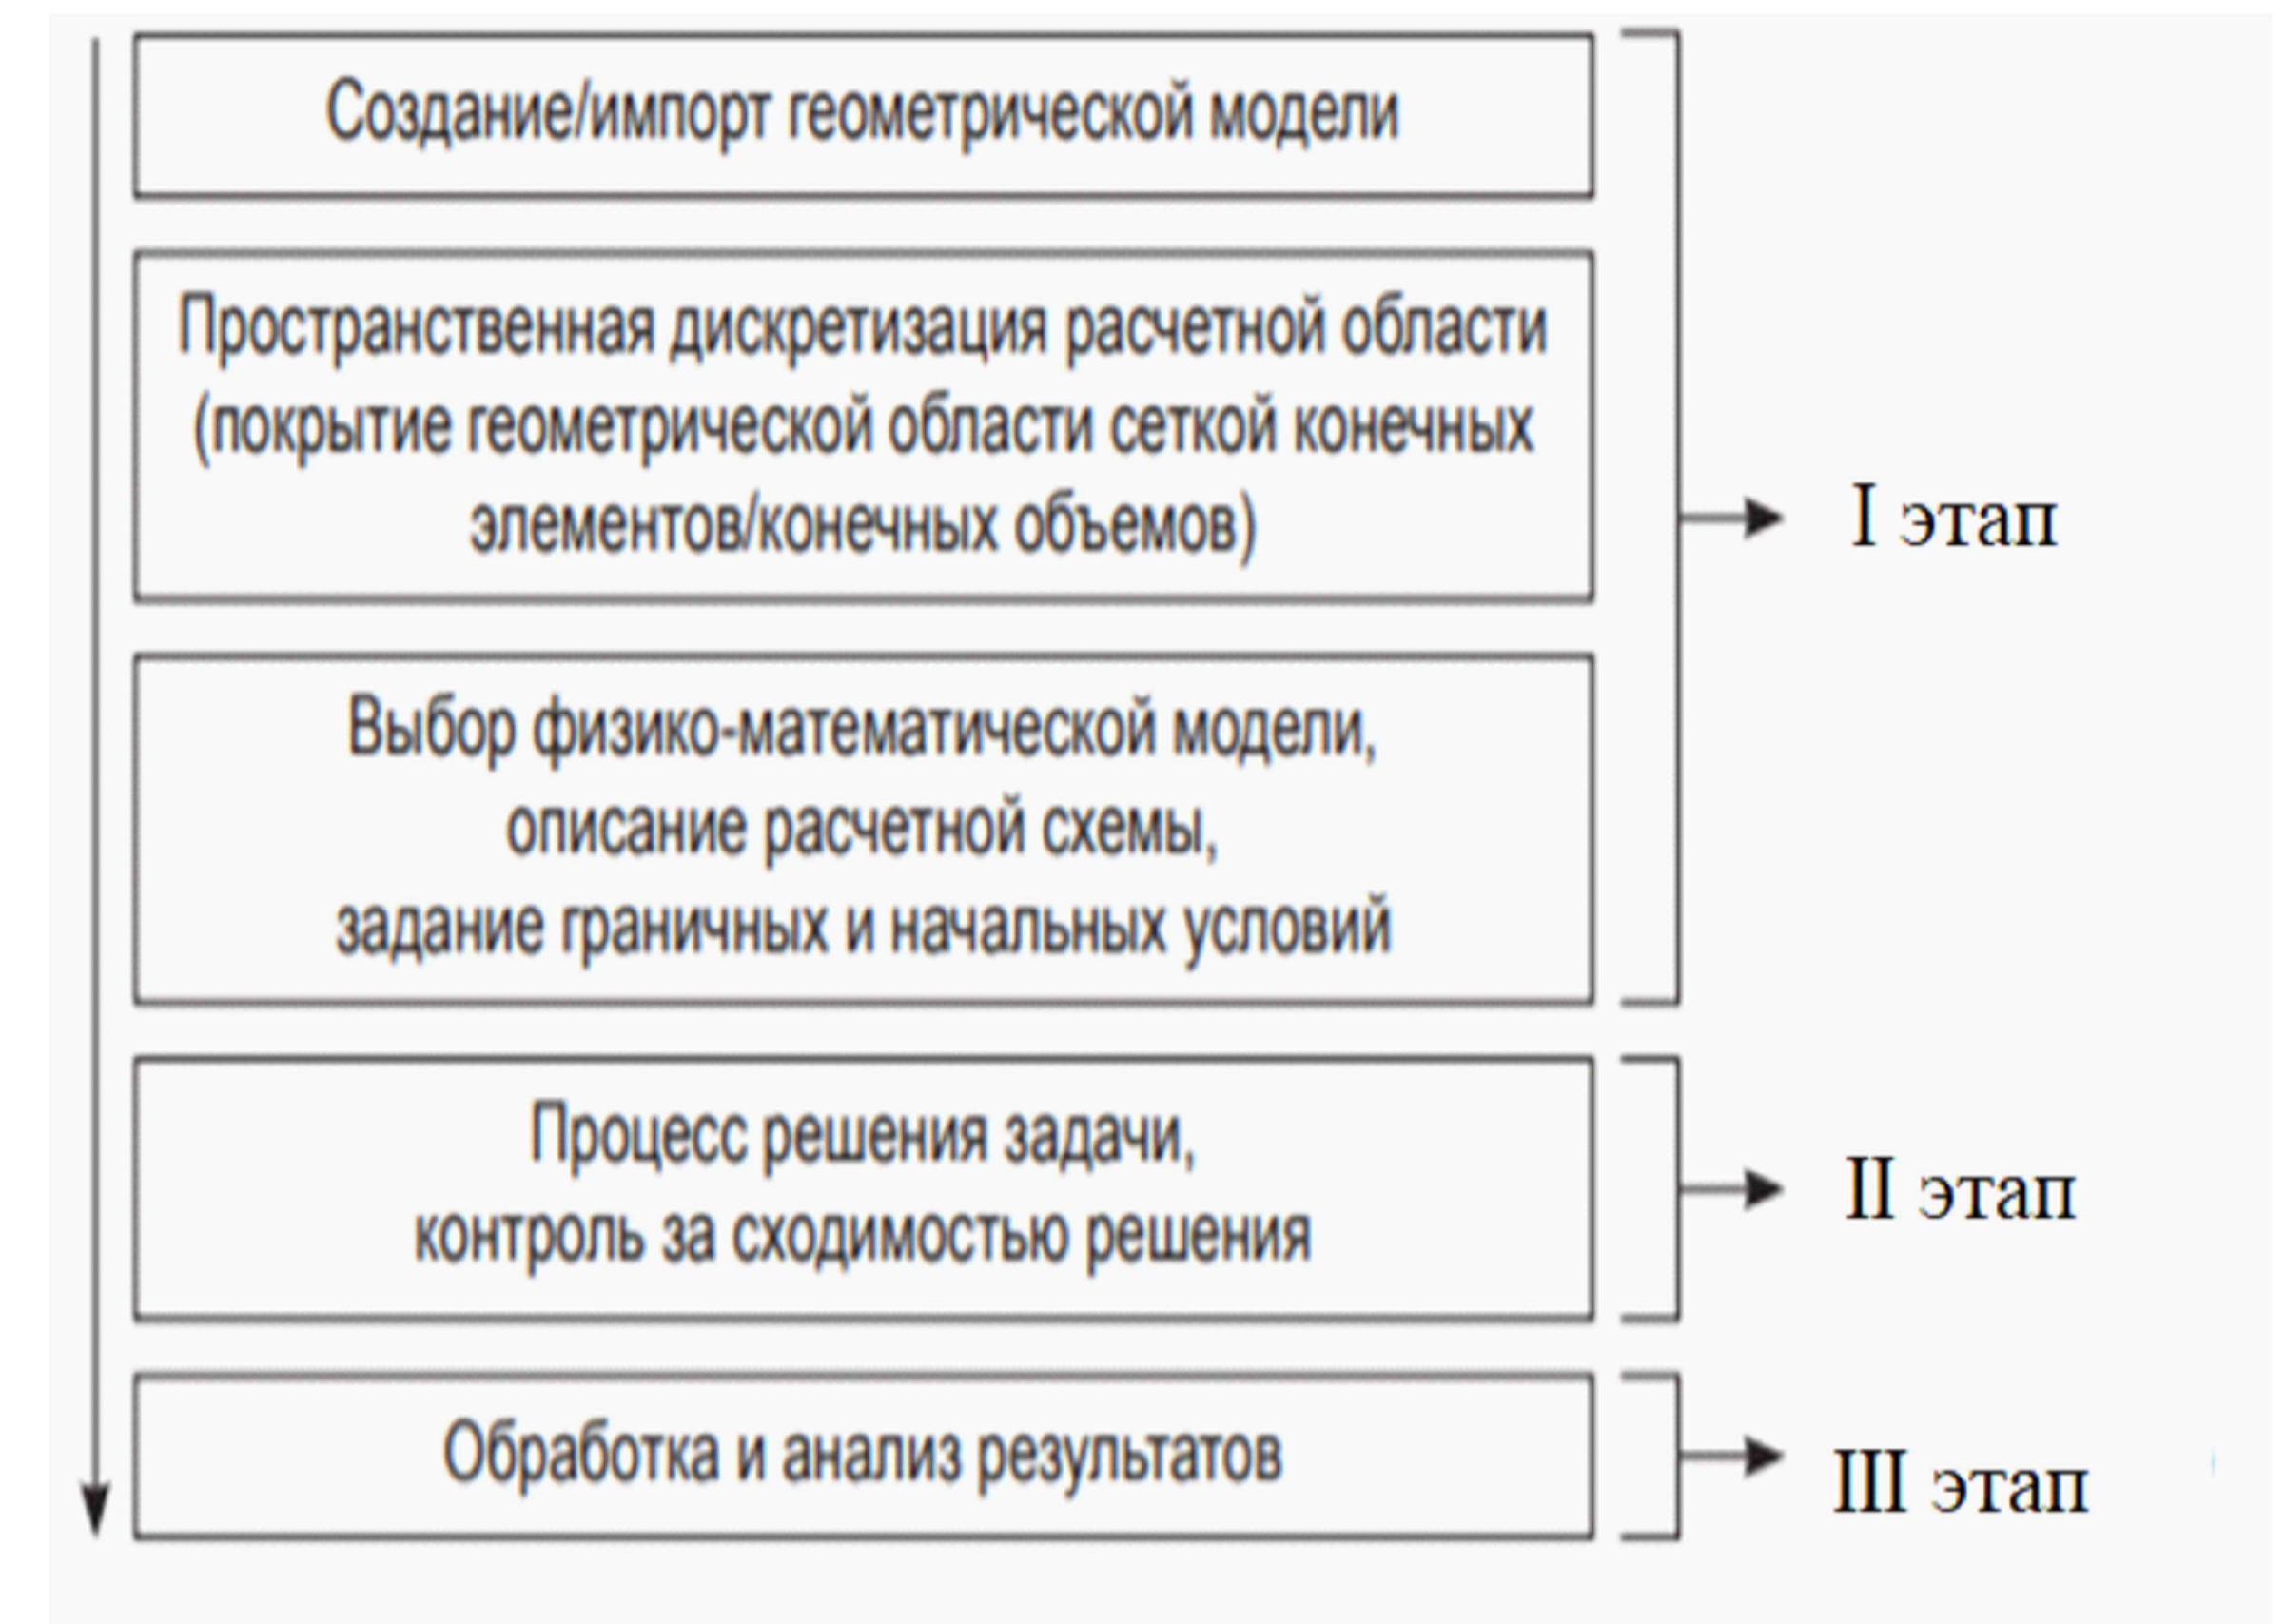 Создание/импорт геометрической модели
Пространственная дискретизация расчетной области
(покрытие геометрической области сеткой конечных
элементов/конечных объемов)
I этап
Выбор физико-математической модели,
описание расчетной схемы,
задание граничных и начальных условий
Процесс решения задачи,
контроль за сходимостью решения
II этап
Обработка и анализ результатов
III этап